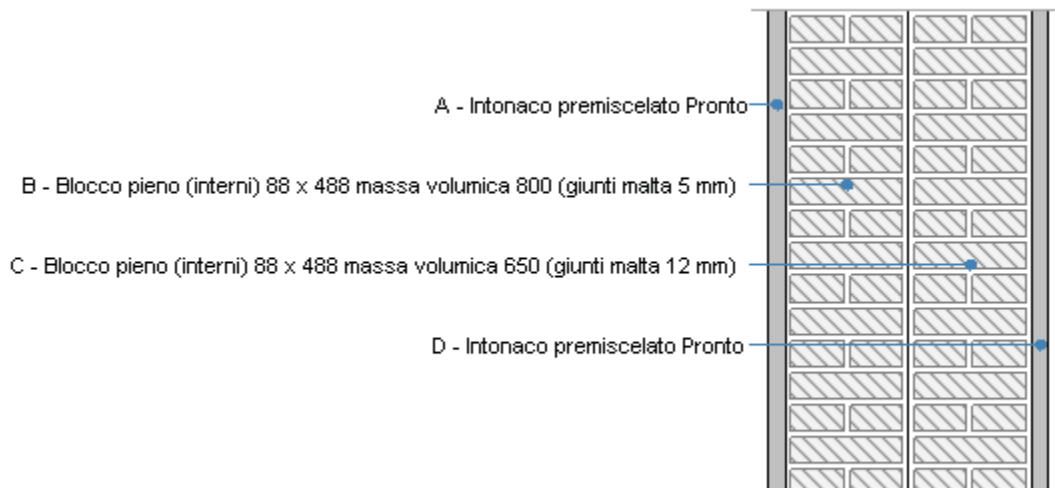 A - Intonaco premiscelato Pronto
B - Blocco pieno (interni) 88 x 488 massa volumica 800 (giunti malta 5 mm)
C - Blocco pieno (interni) 88 x 488 massa volumica 650 (giunti malta 12 mm)
D - Intonaco premiscelato Pronto